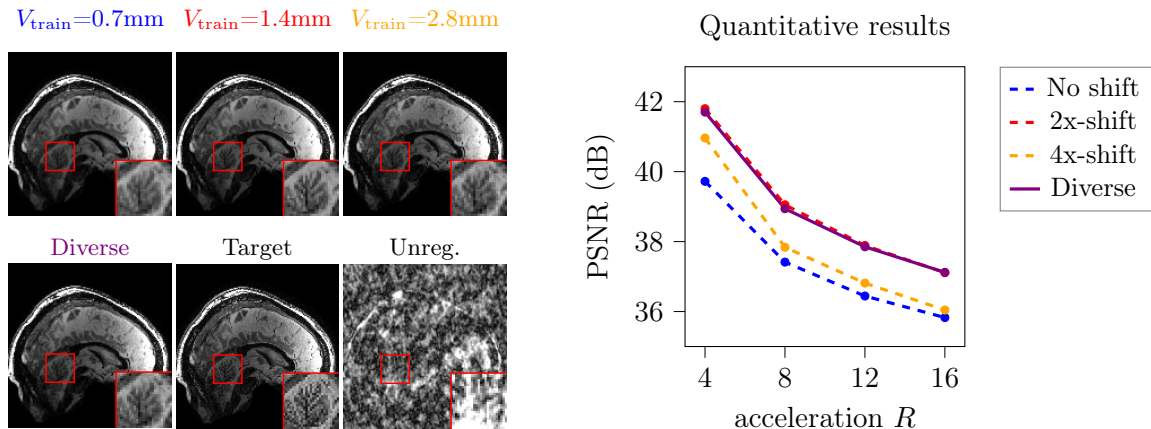 V_train=0.7mm V_train=1.4mm V_train=2.8mm
Diverse Target Unreg.
Quantitative results
PSNR (dB)
42
40
38
36
4 8 12 16
acceleration R
No shift
2x-shift
4x-shift
Diverse